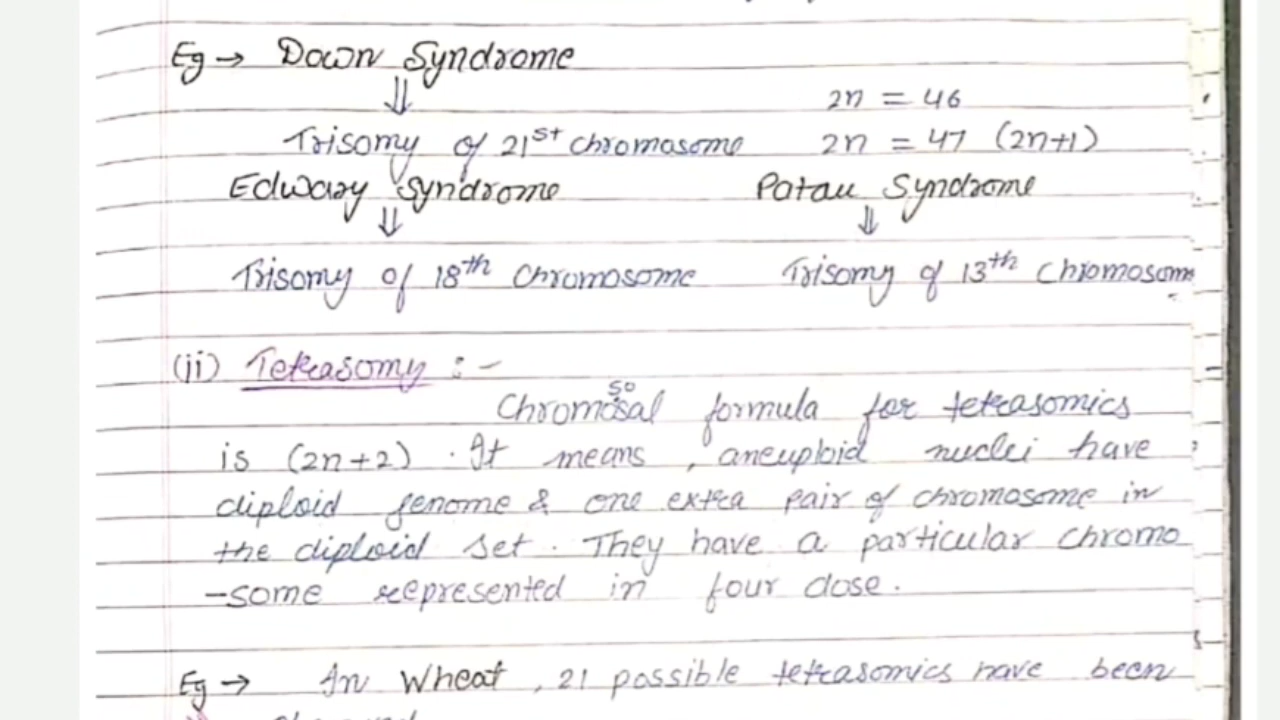 Eg → Down Syndrome
⇓
2n = 46
Trisomy of 21st chromosome 2n = 47 (2n+1)
Edwary Syndrome Patau Syndrome
⇓ ⇓
Trisomy of 18th Chromosome Trisomy of 13th Chromosome
(ii) Tetrasomy :-
Chromosomal formula for tetrasomics
is (2n+2). It means, aneuploid nuclei have
diploid genome & one extra pair of chromosome in
the diploid set. They have a particular chromo
-some represented in four dose.
Eg → In Wheat, 21 possible tetrasomics have been